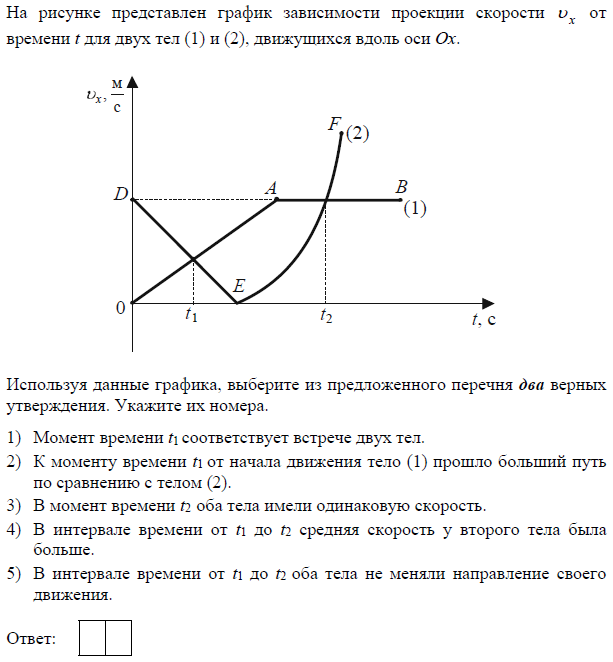 На рисунке представлен график зависимости проекции скорости υₓ от
времени t для двух тел (1) и (2), движущихся вдоль оси Ox.
υₓ, м/с
F (2)
D
A
B
(1)
E
0
t₁
t₂
t, с
Используя данные графика, выберите из предложенного перечня два верных
утверждения. Укажите их номера.
1) Момент времени t₁ соответствует встрече двух тел.
2) К моменту времени t₁ от начала движения тело (1) прошло больший путь
по сравнению с телом (2).
3) В момент времени t₂ оба тела имели одинаковую скорость.
4) В интервале времени от t₁ до t₂ средняя скорость у второго тела была
больше.
5) В интервале времени от t₁ до t₂ оба тела не меняли направление своего
движения.
Ответ: